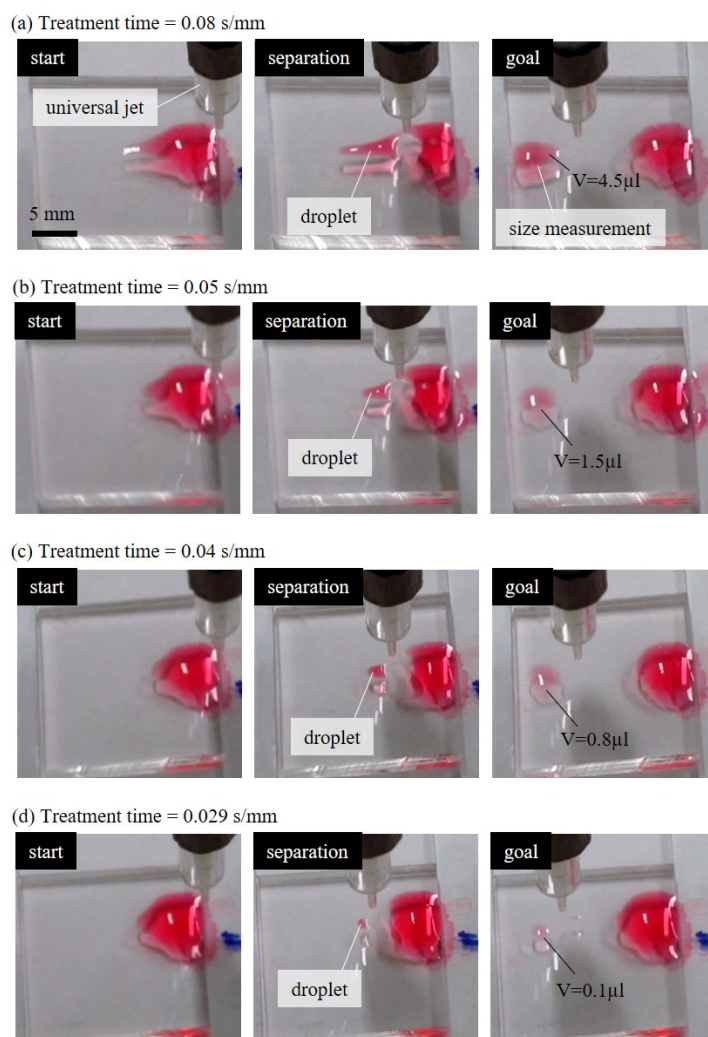 (a) Treatment time = 0.08 s/mm
start
separation
goal
universal jet
droplet
V=4.5µl
size measurement
5 mm
(b) Treatment time = 0.05 s/mm
start
separation
goal
droplet
V=1.5µl
(c) Treatment time = 0.04 s/mm
start
separation
goal
droplet
V=0.8µl
(d) Treatment time = 0.029 s/mm
start
separation
goal
droplet
V=0.1µl